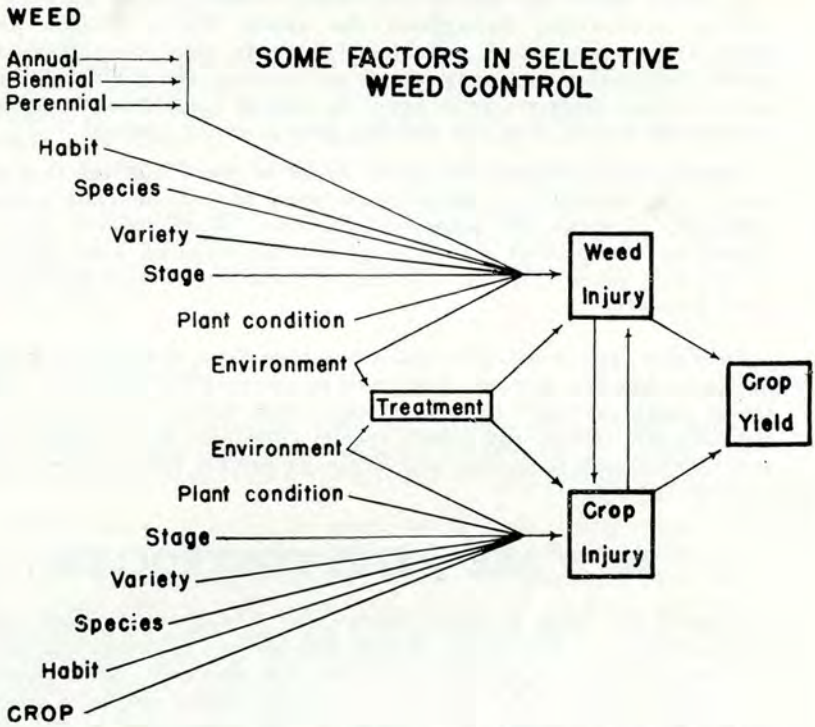 WEED
SOME FACTORS IN SELECTIVE
WEED CONTROL
Annual
Biennial
Perennial
Habit
Species
Variety
Stage
Plant condition
Environment
Weed
Injury
Treatment
Crop
Yield
Environment
Plant condition
Stage
Variety
Species
Habit
CROP
Crop
Injury